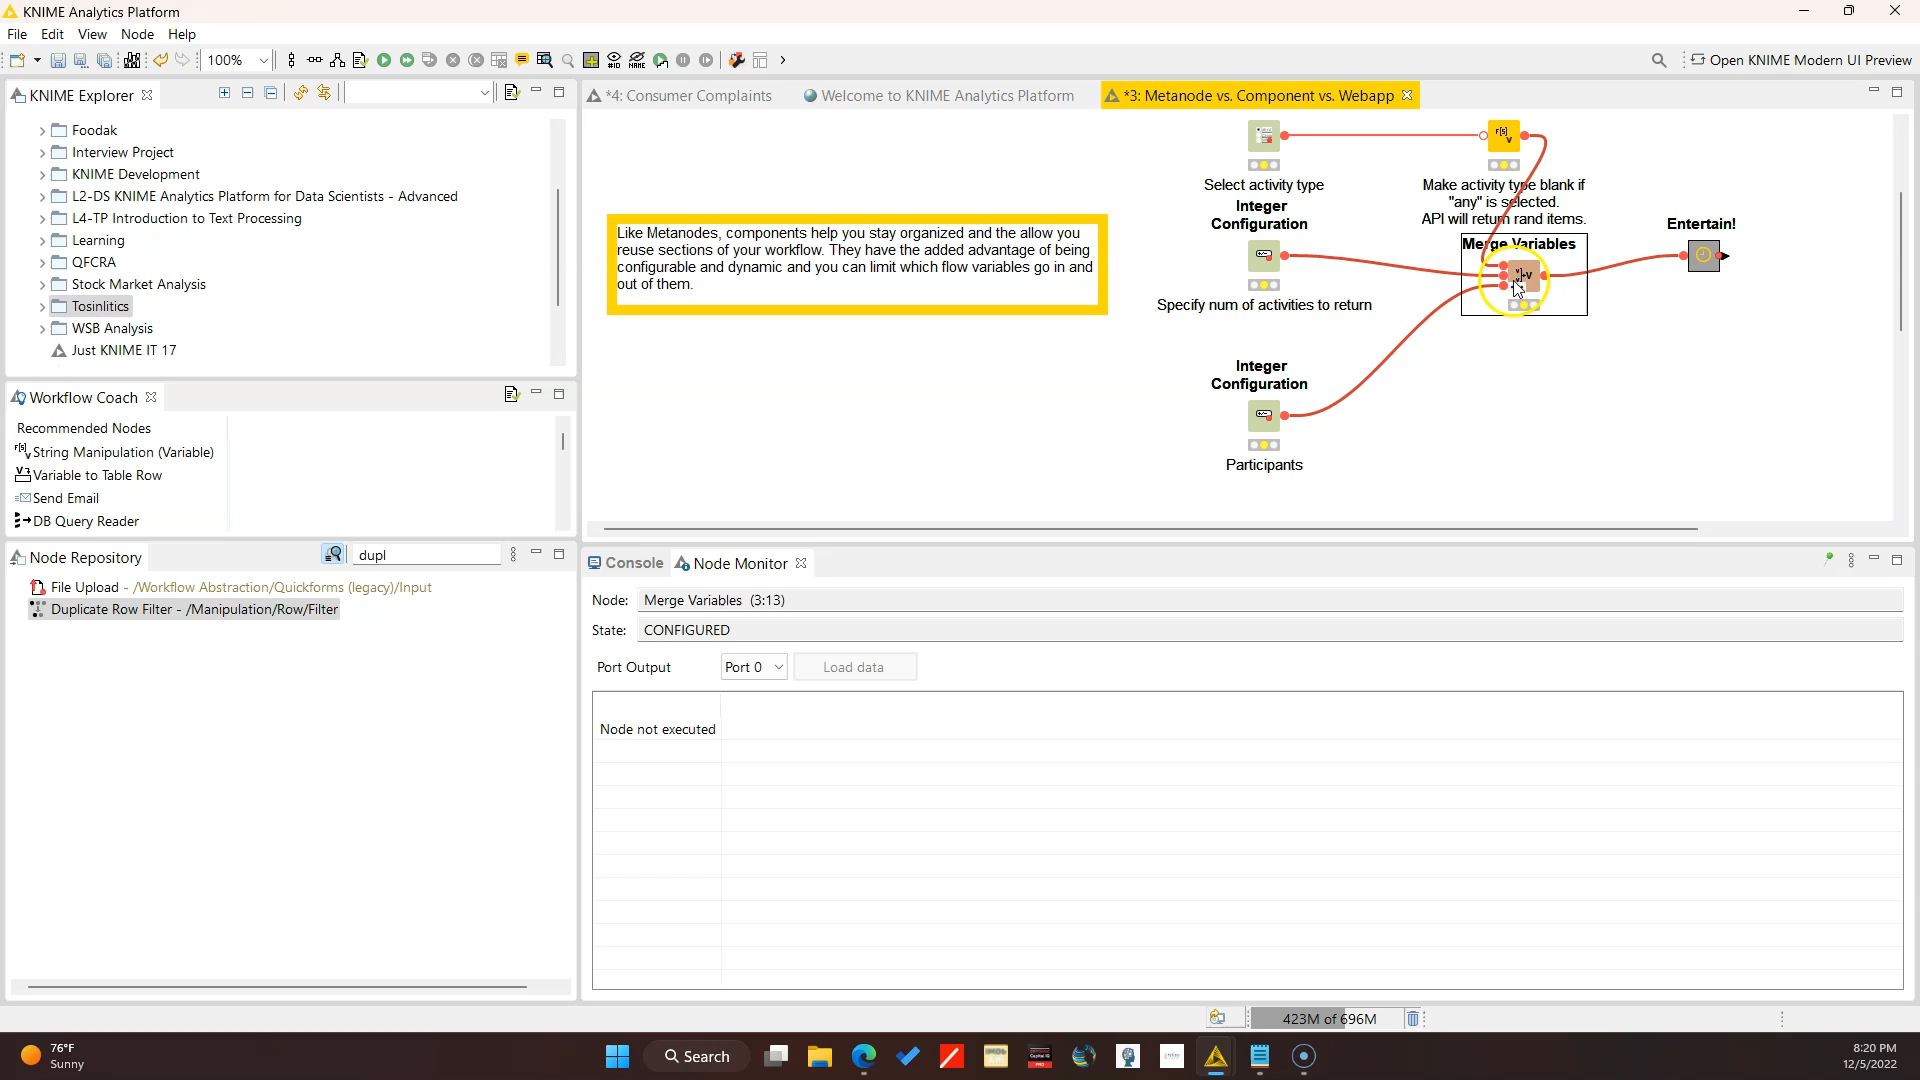 KNIME Analytics Platform
File Edit View Node Help
100%
Open KNIME Modern UI Preview
KNIME Explorer
Foodak
Interview Project
KNIME Development
L2-DS KNIME Analytics Platform for Data Scientists - Advanced
L4-TP Introduction to Text Processing
Learning
QFCRA
Stock Market Analysis
Tosinlitics
WSB Analysis
Just KNIME IT 17
Workflow Coach
Recommended Nodes
String Manipulation (Variable)
Variable to Table Row
Send Email
DB Query Reader
Node Repository
dupl
File Upload - /Workflow Abstraction/Quickforms (legacy)/Input
Duplicate Row Filter - /Manipulation/Row/Filter
*4: Consumer Complaints
Welcome to KNIME Analytics Platform
*3: Metanode vs. Component vs. Webapp
Like Metanodes, components help you stay organized and the allow you
reuse sections of your workflow. They have the added advantage of being
configurable and dynamic and you can limit which flow variables go in and
out of them.
Select activity type
Integer
Configuration
Specify num of activities to return
Integer
Configuration
Participants
Make activity type blank if
"any" is selected.
API will return rand items.
Merge Variables
Entertain!
Console
Node Monitor
Node: Merge Variables (3:13)
State: CONFIGURED
Port Output Port 0 Load data
Node not executed
423M of 696M
76°F
Sunny
Search
8:20 PM
12/5/2022